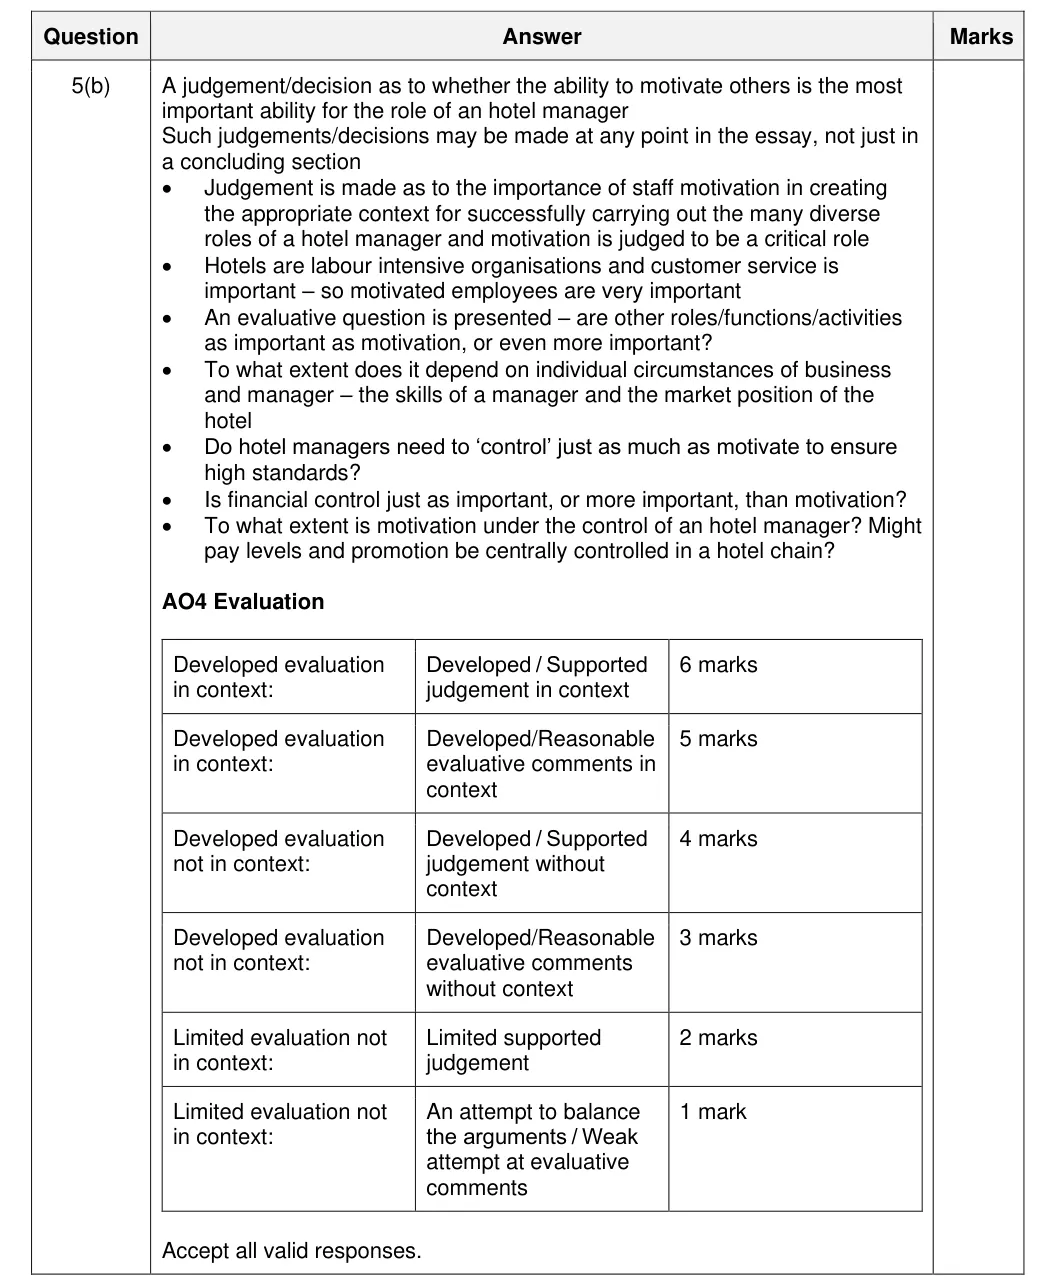 Question Answer Marks
5(b) A judgement/decision as to whether the ability to motivate others is the most
important ability for the role of an hotel manager
Such judgements/decisions may be made at any point in the essay, not just in
a concluding section
• Judgement is made as to the importance of staff motivation in creating
the appropriate context for successfully carrying out the many diverse
roles of a hotel manager and motivation is judged to be a critical role
• Hotels are labour intensive organisations and customer service is
important – so motivated employees are very important
• An evaluative question is presented – are other roles/functions/activities
as important as motivation, or even more important?
• To what extent does it depend on individual circumstances of business
and manager – the skills of a manager and the market position of the
hotel
• Do hotel managers need to ‘control’ just as much as motivate to ensure
high standards?
• Is financial control just as important, or more important, than motivation?
• To what extent is motivation under the control of an hotel manager? Might
pay levels and promotion be centrally controlled in a hotel chain?
AO4 Evaluation
Developed evaluation Developed / Supported 6 marks
in context: judgement in context
Developed evaluation Developed/Reasonable 5 marks
in context: evaluative comments in
context
Developed evaluation Developed / Supported 4 marks
not in context: judgement without
context
Developed evaluation Developed/Reasonable 3 marks
not in context: evaluative comments
without context
Limited evaluation not Limited supported 2 marks
in context: judgement
Limited evaluation not An attempt to balance 1 mark
in context: the arguments / Weak
attempt at evaluative
comments
Accept all valid responses.